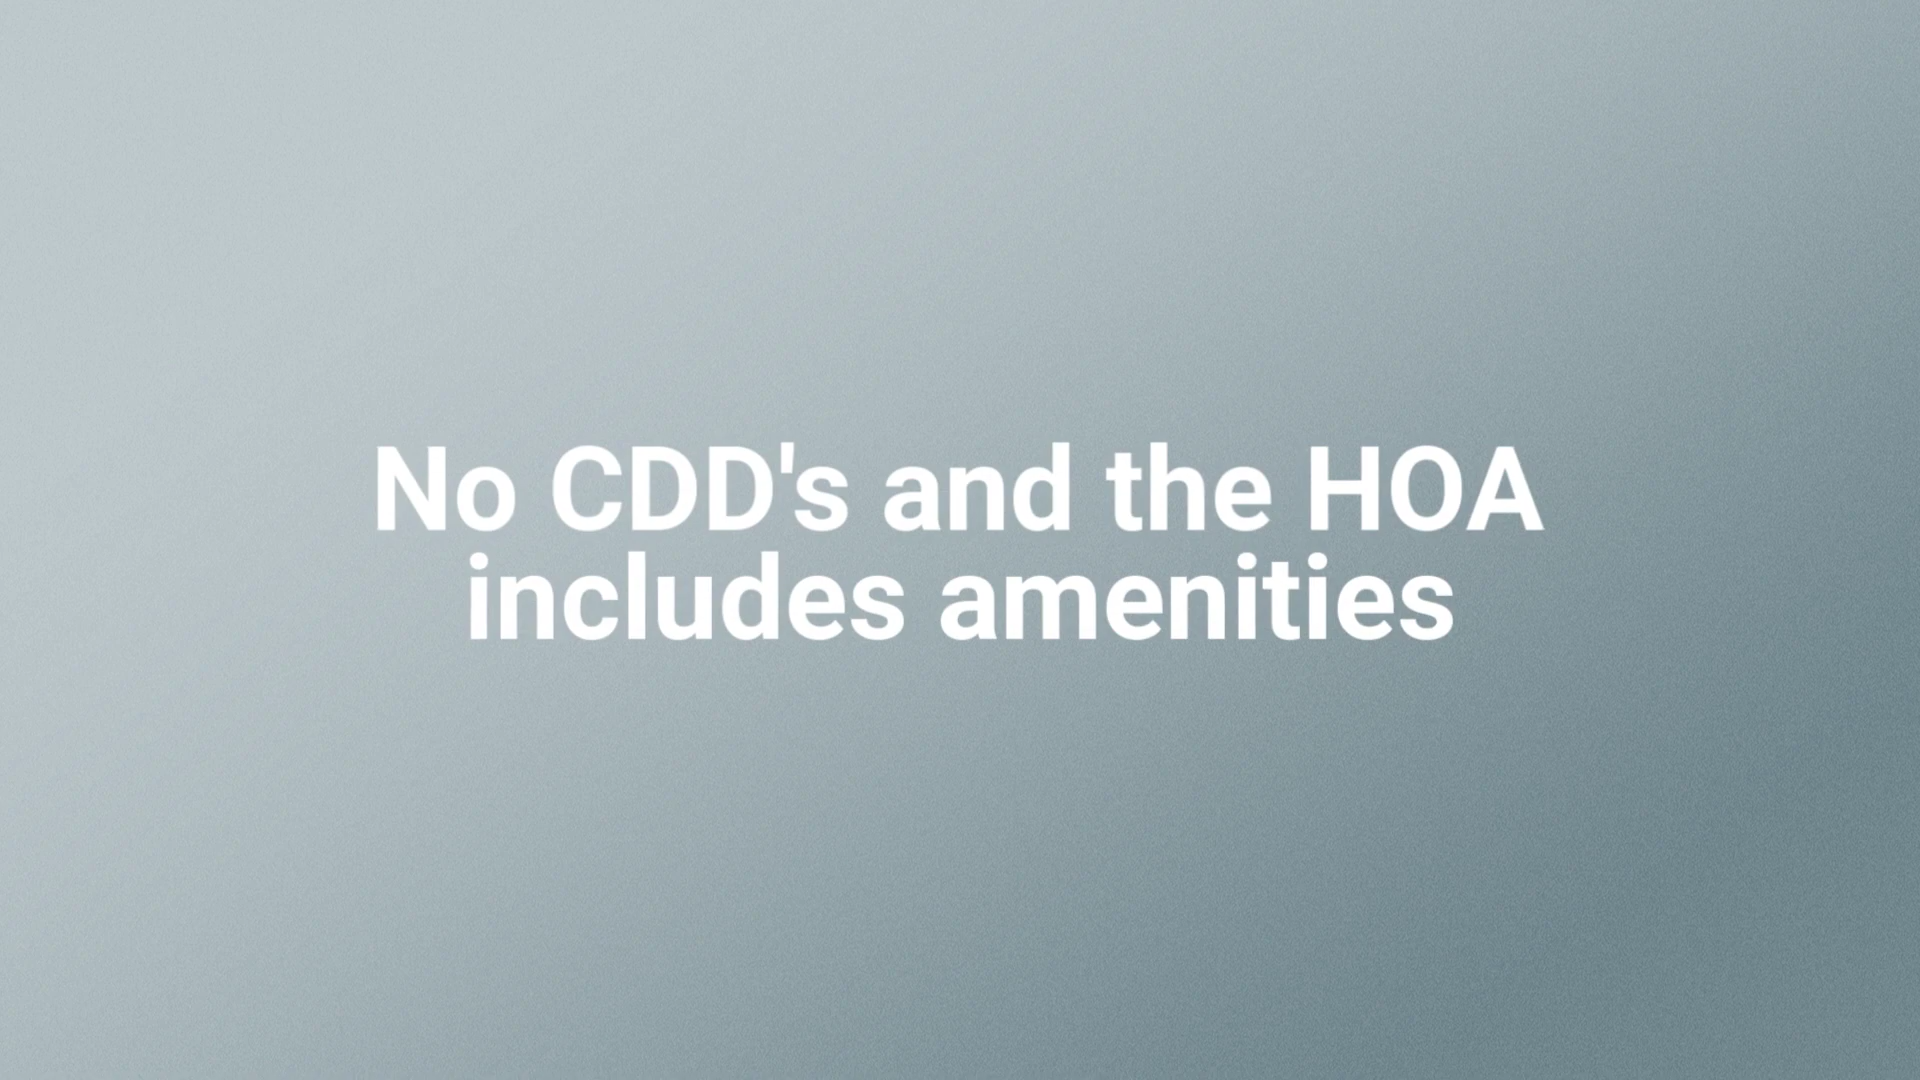 No CDD's and the HOA
includes amenities